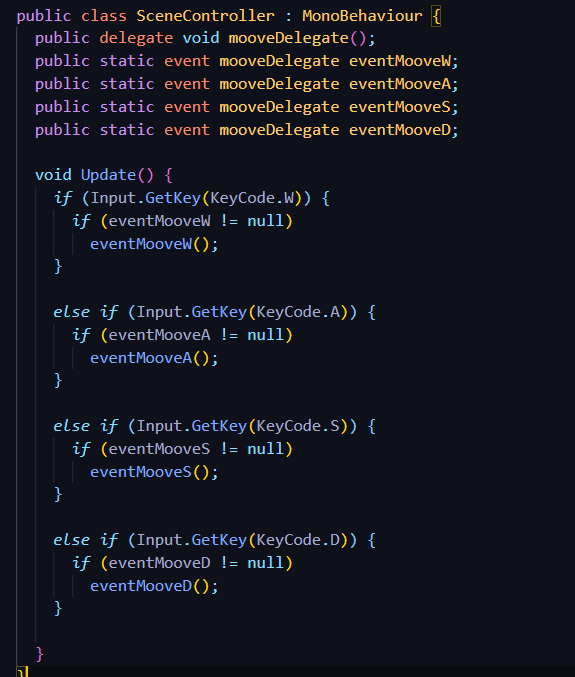 public class SceneController : MonoBehaviour {
public delegate void mooveDelegate();
public static event mooveDelegate eventMooveW;
public static event mooveDelegate eventMooveA;
public static event mooveDelegate eventMooveS;
public static event mooveDelegate eventMooveD;
void Update() {
if (Input.GetKey(KeyCode.W)) {
if (eventMooveW != null)
eventMooveW();
}
else if (Input.GetKey(KeyCode.A)) {
if (eventMooveA != null)
eventMooveA();
}
else if (Input.GetKey(KeyCode.S)) {
if (eventMooveS != null)
eventMooveS();
}
else if (Input.GetKey(KeyCode.D)) {
if (eventMooveD != null)
eventMooveD();
}
}
}